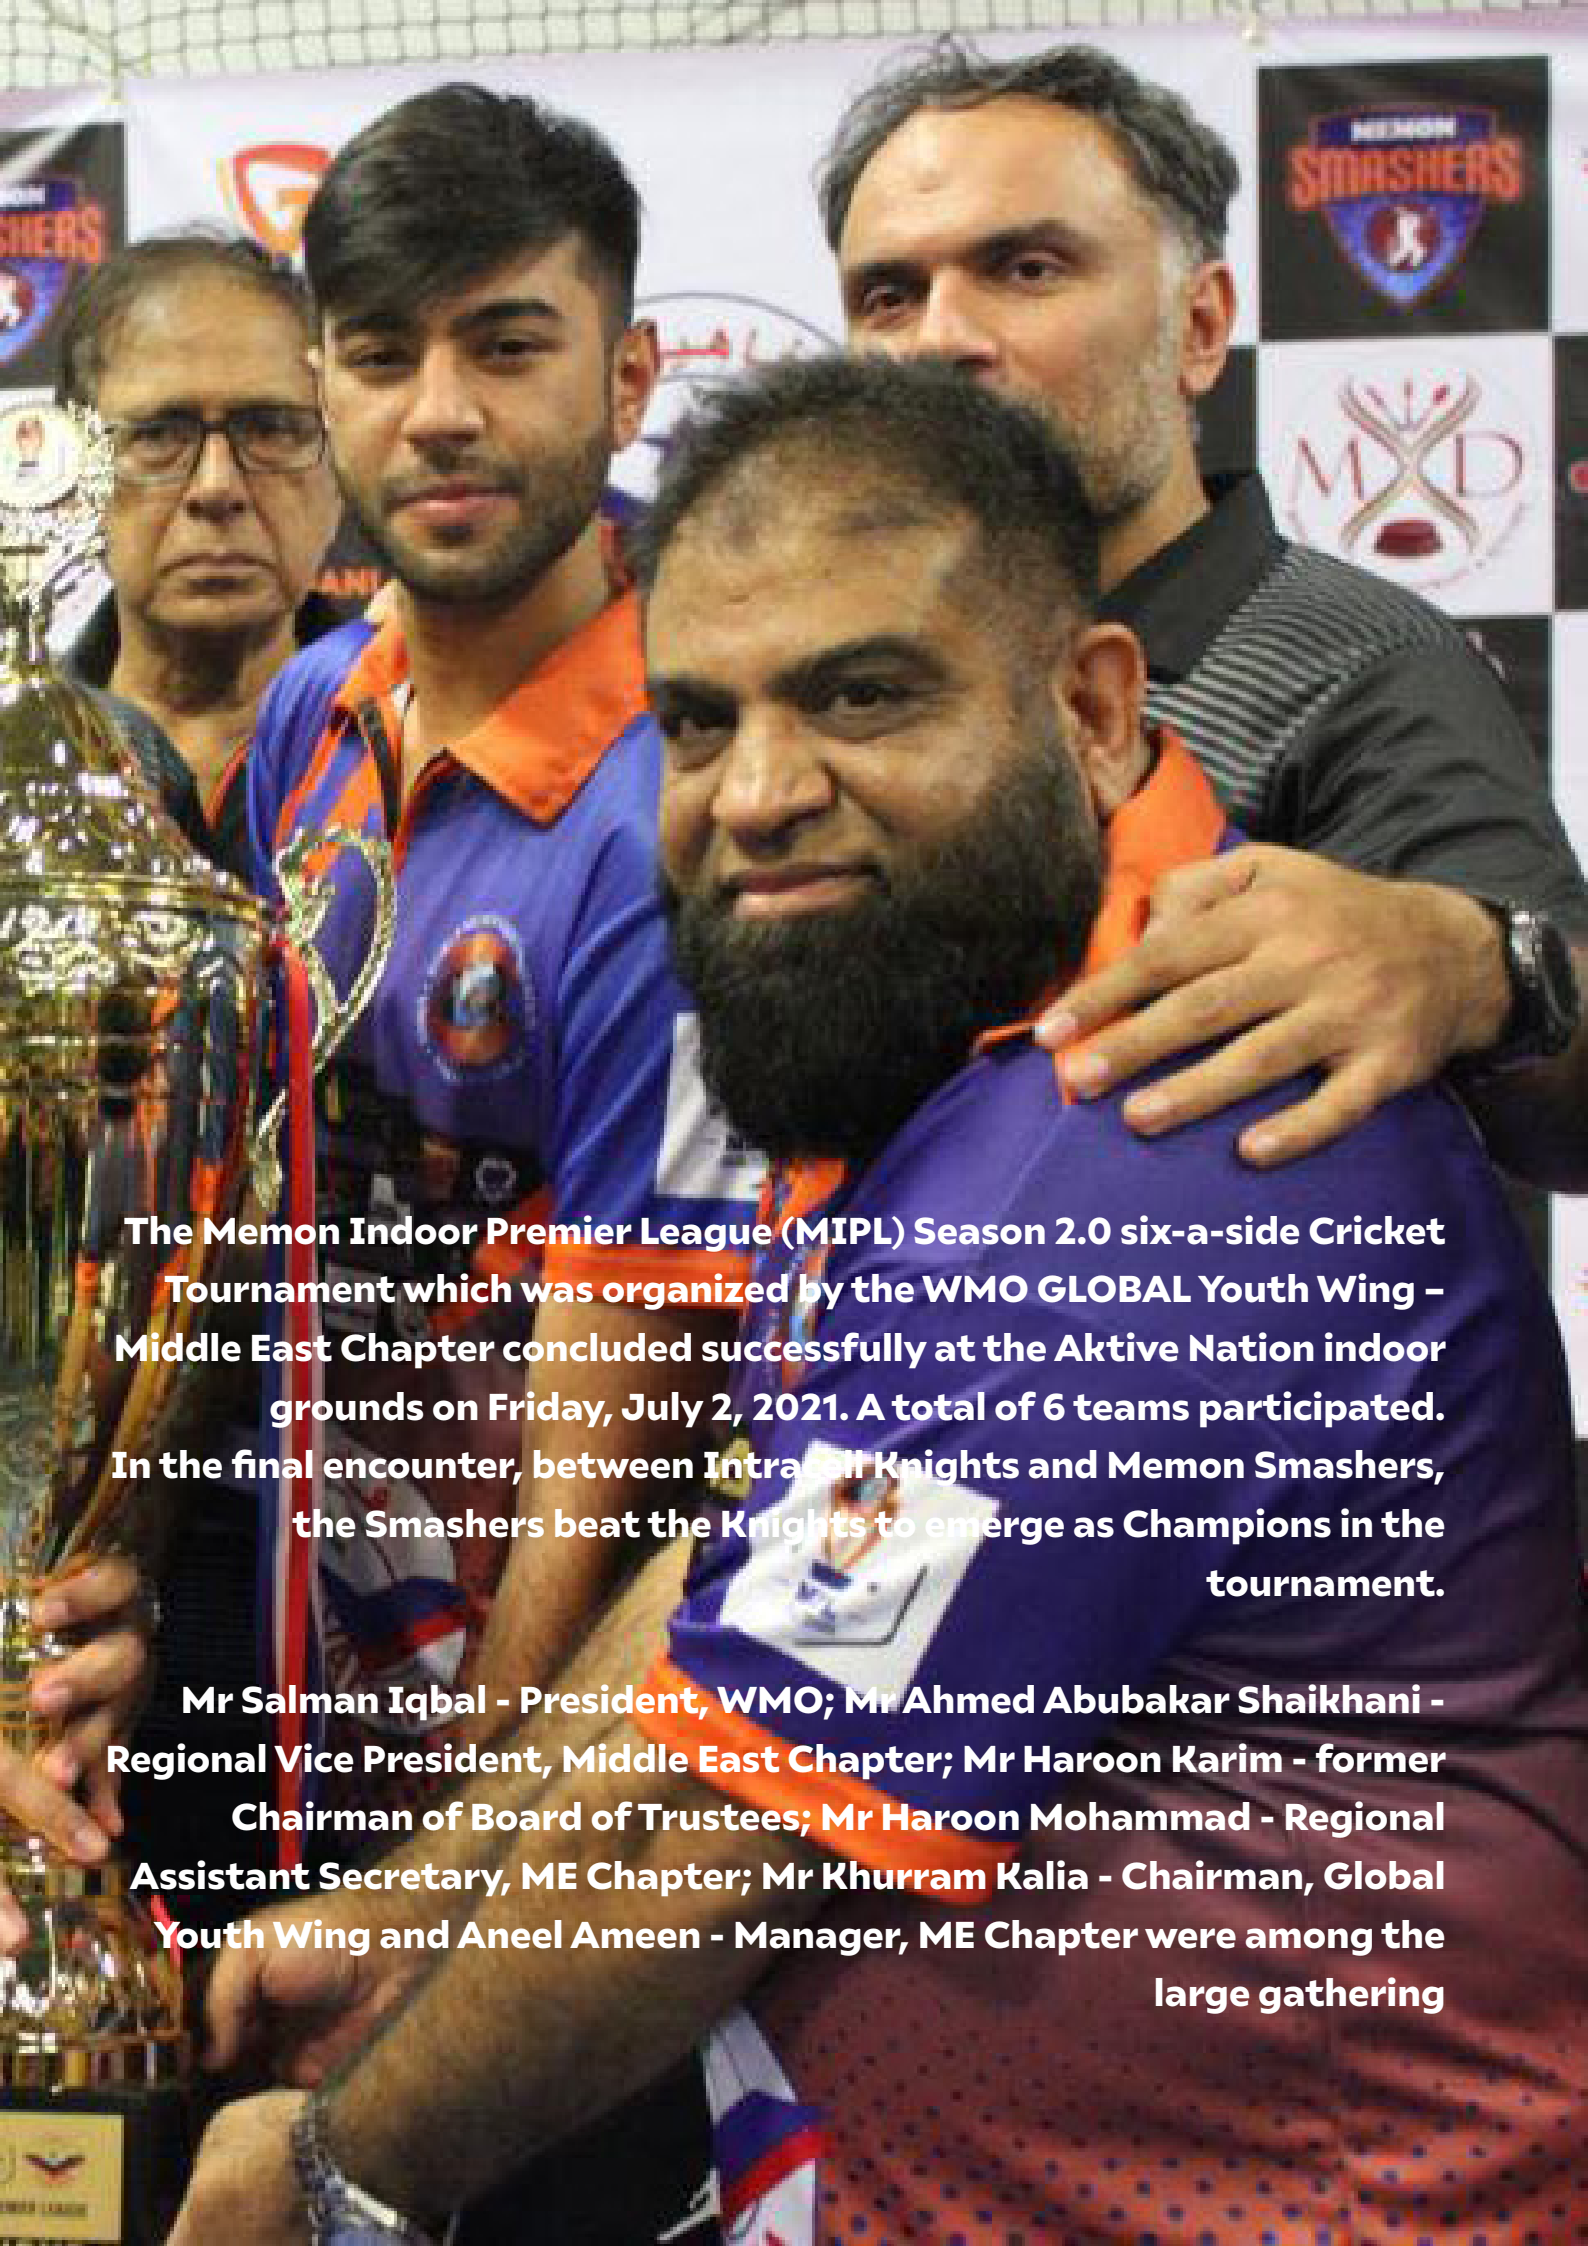 MEMON
SMASHERS
SHERS
MXD
The Memon Indoor Premier League (MIPL) Season 2.0 six-a-side Cricket
Tournament which was organized by the WMO GLOBAL Youth Wing –
Middle East Chapter concluded successfully at the Aktive Nation indoor
grounds on Friday, July 2, 2021. A total of 6 teams participated.
In the final encounter, between Intracell Knights and Memon Smashers,
the Smashers beat the Knights to emerge as Champions in the
tournament.
Mr Salman Iqbal - President, WMO; Mr Ahmed Abubakar Shaikhani -
Regional Vice President, Middle East Chapter; Mr Haroon Karim - former
Chairman of Board of Trustees; Mr Haroon Mohammad - Regional
Assistant Secretary, ME Chapter; Mr Khurram Kalia - Chairman, Global
Youth Wing and Aneel Ameen - Manager, ME Chapter were among the
large gathering